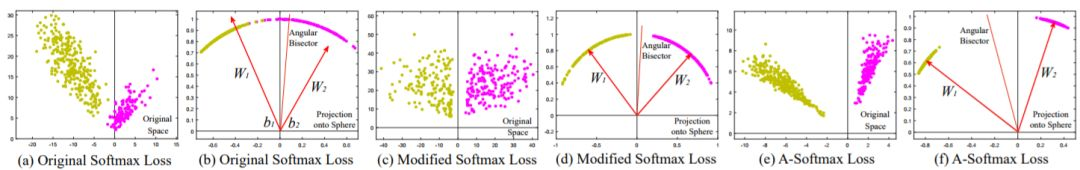 30
25
20
15
10
5
0
-20 -15 -10 -5 0 5 10 15
Original
Space
(a) Original Softmax Loss
1
0.9
0.8
0.7
0.6
0.5
0.4
0.3
0.2
0.1
0
-0.6 -0.4 -0.2 0 0.2 0.4 0.6
Angular
Bisector
W1
W2
b1 b2
Projection
onto Sphere
(b) Original Softmax Loss
60
50
40
30
20
10
0
-40 -30 -20 -10 0 10 20 30 40
Original
Space
(c) Modified Softmax Loss
1.2
1
0.8
0.6
0.4
0.2
0
-1 -0.5 0 0.5 1
Angular
Bisector
W1
W2
Projection
onto Sphere
(d) Modified Softmax Loss
10
8
6
4
2
0
-10 -8 -6 -4 -2 0 2 4
Original
Space
(e) A-Softmax Loss
1
0.9
0.8
0.7
0.6
0.5
0.4
0.3
0.2
0.1
0
-0.8 -0.6 -0.4 -0.2 0 0.2 0.4
Angular
Bisector
W1
W2
Projection
onto Sphere
(f) A-Softmax Loss